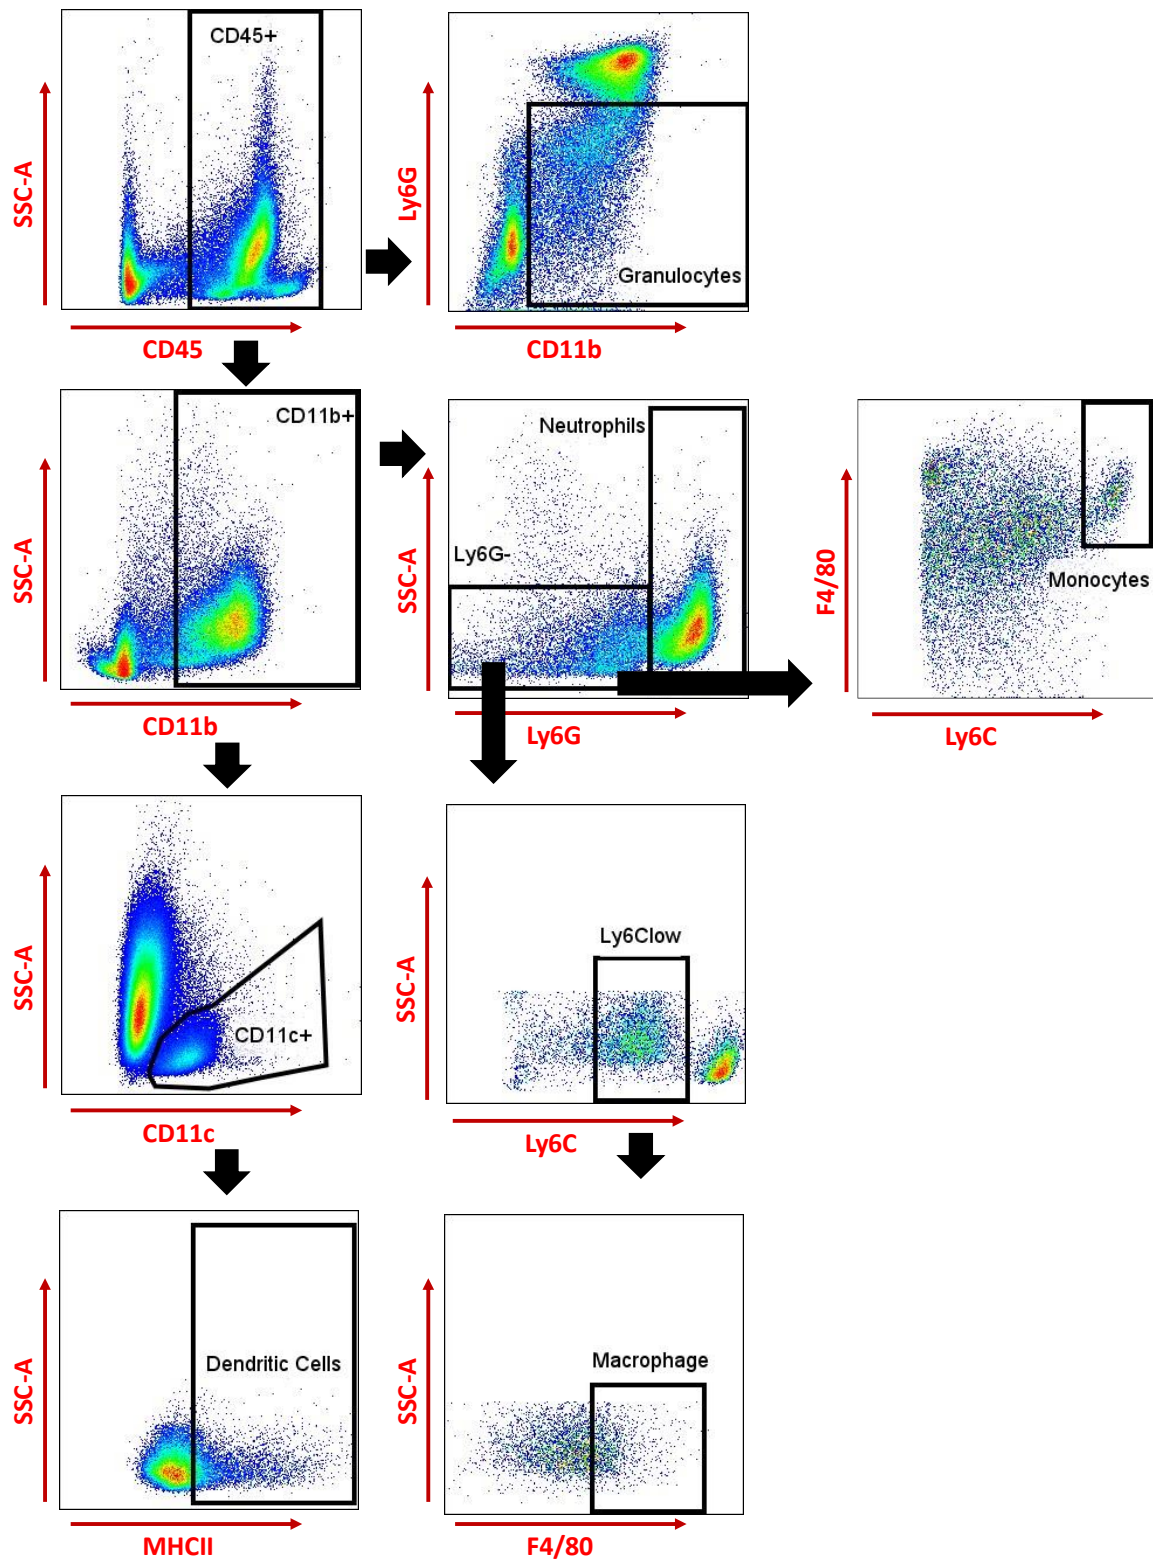 CD45+
SSC-A
CD45
Ly6G
Granulocytes
CD11b
CD11b+
SSC-A
CD11b
Neutrophils
Ly6G-
SSC-A
Ly6G
F4/80
Monocytes
Ly6C
SSC-A
CD11c+
CD11c
Ly6Clow
SSC-A
Ly6C
SSC-A
Dendritic Cells
MHCII
Macrophage
SSC-A
F4/80